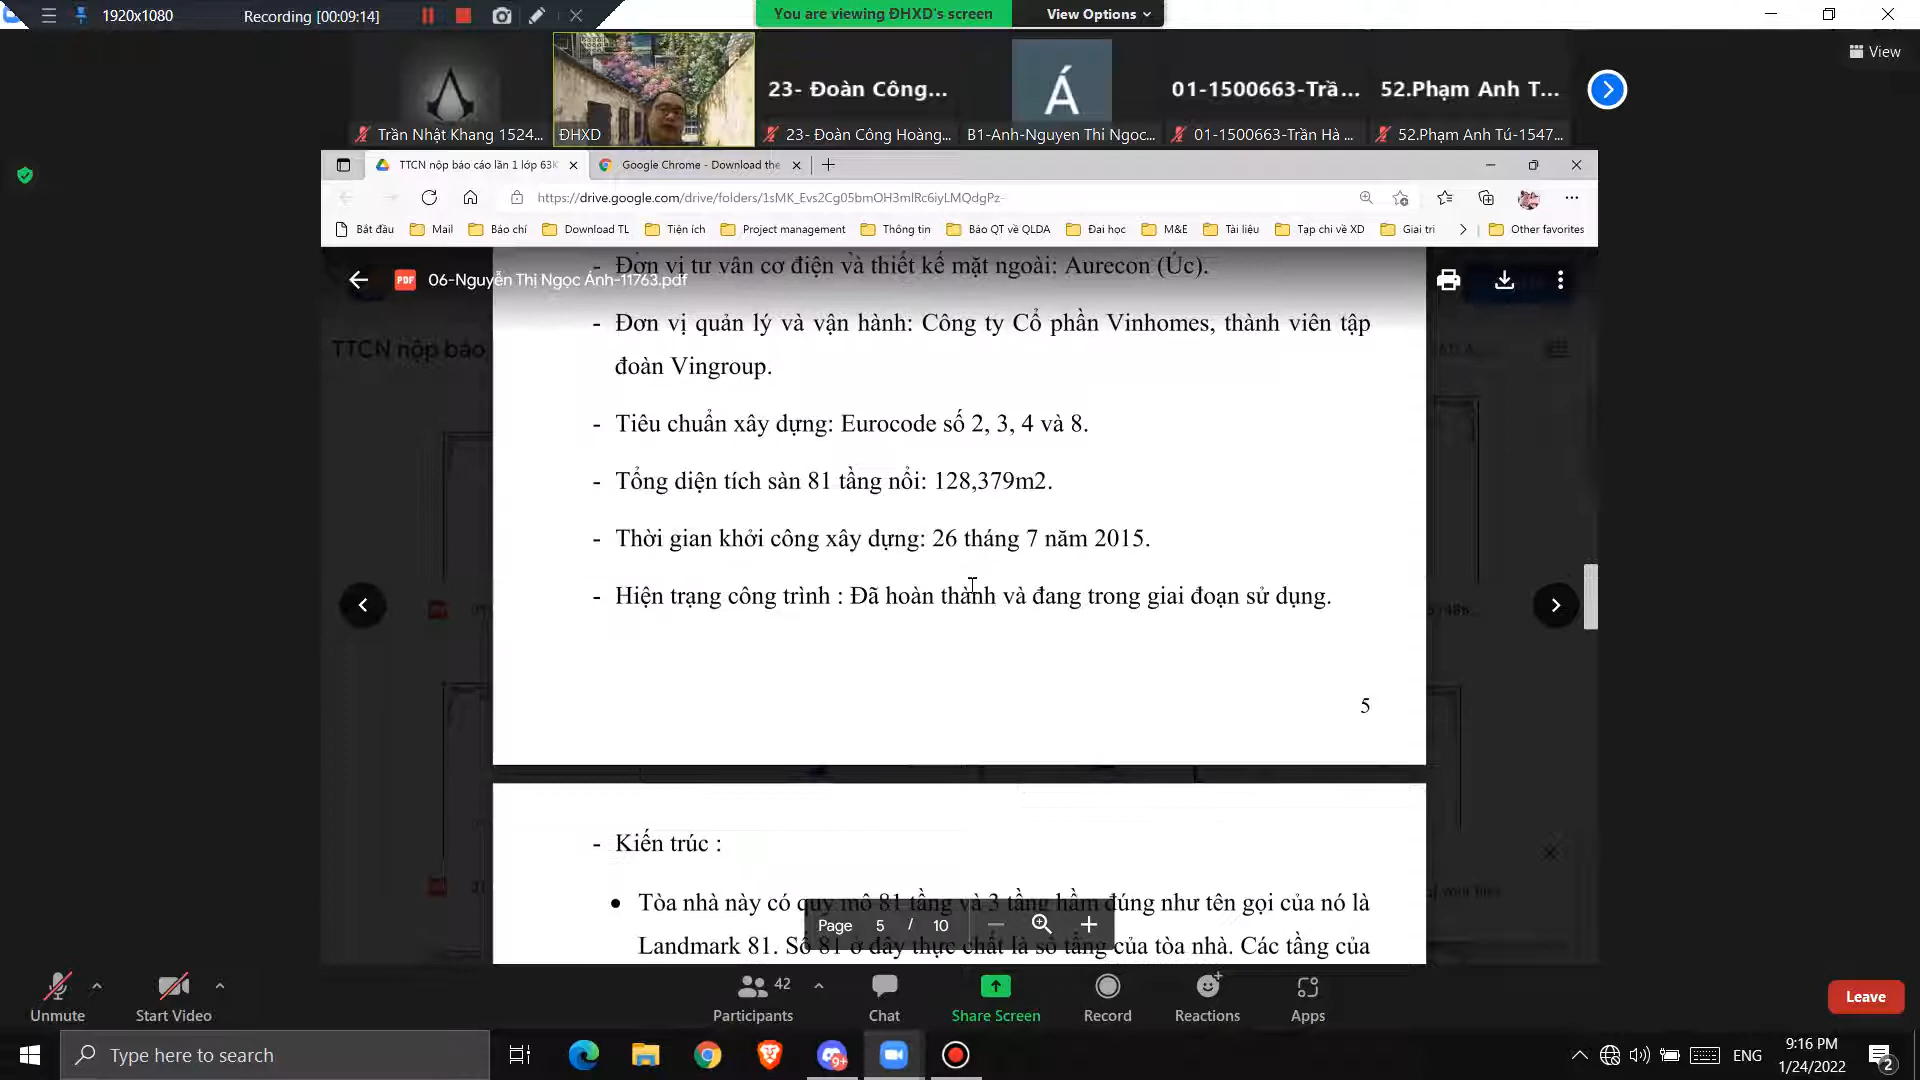 1920x1080
Recording [00:09:14]
You are viewing ĐHXD's screen
View Options
View
23- Đoàn Công...
Á
01-1500663-Trầ...
52.Phạm Anh T...
Trần Nhật Khang 1524...
ĐHXD
23- Đoàn Công Hoàng...
B1-Anh-Nguyen Thi Ngoc...
01-1500663-Trần Hà ...
52.Phạm Anh Tú-1547...
TTCN nộp báo cáo lần 1 lớp 63K
Google Chrome - Download the
https://drive.google.com/drive/folders/1sMK_Evs2Cg05bmOH3mlRc6iyLMQdgPz-
Bắt đầu
Mail
Báo chí
Download TL
Tiện ích
Project management
Thông tin
Báo QT về QLDA
Đai học
M&E
Tài liệu
Tạp chi về XD
Giai tri
Other favorites
- Đơn vị tư vấn cơ điện và thiết kế mặt ngoài: Aurecon (Úc).
PDF
06-Nguyễn Thị Ngọc Ánh-11763.pdf
TTCN nộp báo
- Đơn vị quản lý và vận hành: Công ty Cổ phần Vinhomes, thành viên tập
đoàn Vingroup.
- Tiêu chuẩn xây dựng: Eurocode số 2, 3, 4 và 8.
- Tổng diện tích sàn 81 tầng nổi: 128,379m2.
- Thời gian khởi công xây dựng: 26 tháng 7 năm 2015.
- Hiện trạng công trình : Đã hoàn thành và đang trong giai đoạn sử dụng.
5
- Kiến trúc :
• Tòa nhà này có quy mô 81 tầng và 3 tầng hầm đúng như tên gọi của nó là
Landmark 81. Số 81 ở đây thực chất là số tầng của tòa nhà. Các tầng của
Page 5 / 10
Unmute
Start Video
42
Participants
Chat
Share Screen
Record
Reactions
Apps
Leave
Type here to search
9+
ENG
9:16 PM
1/24/2022
2